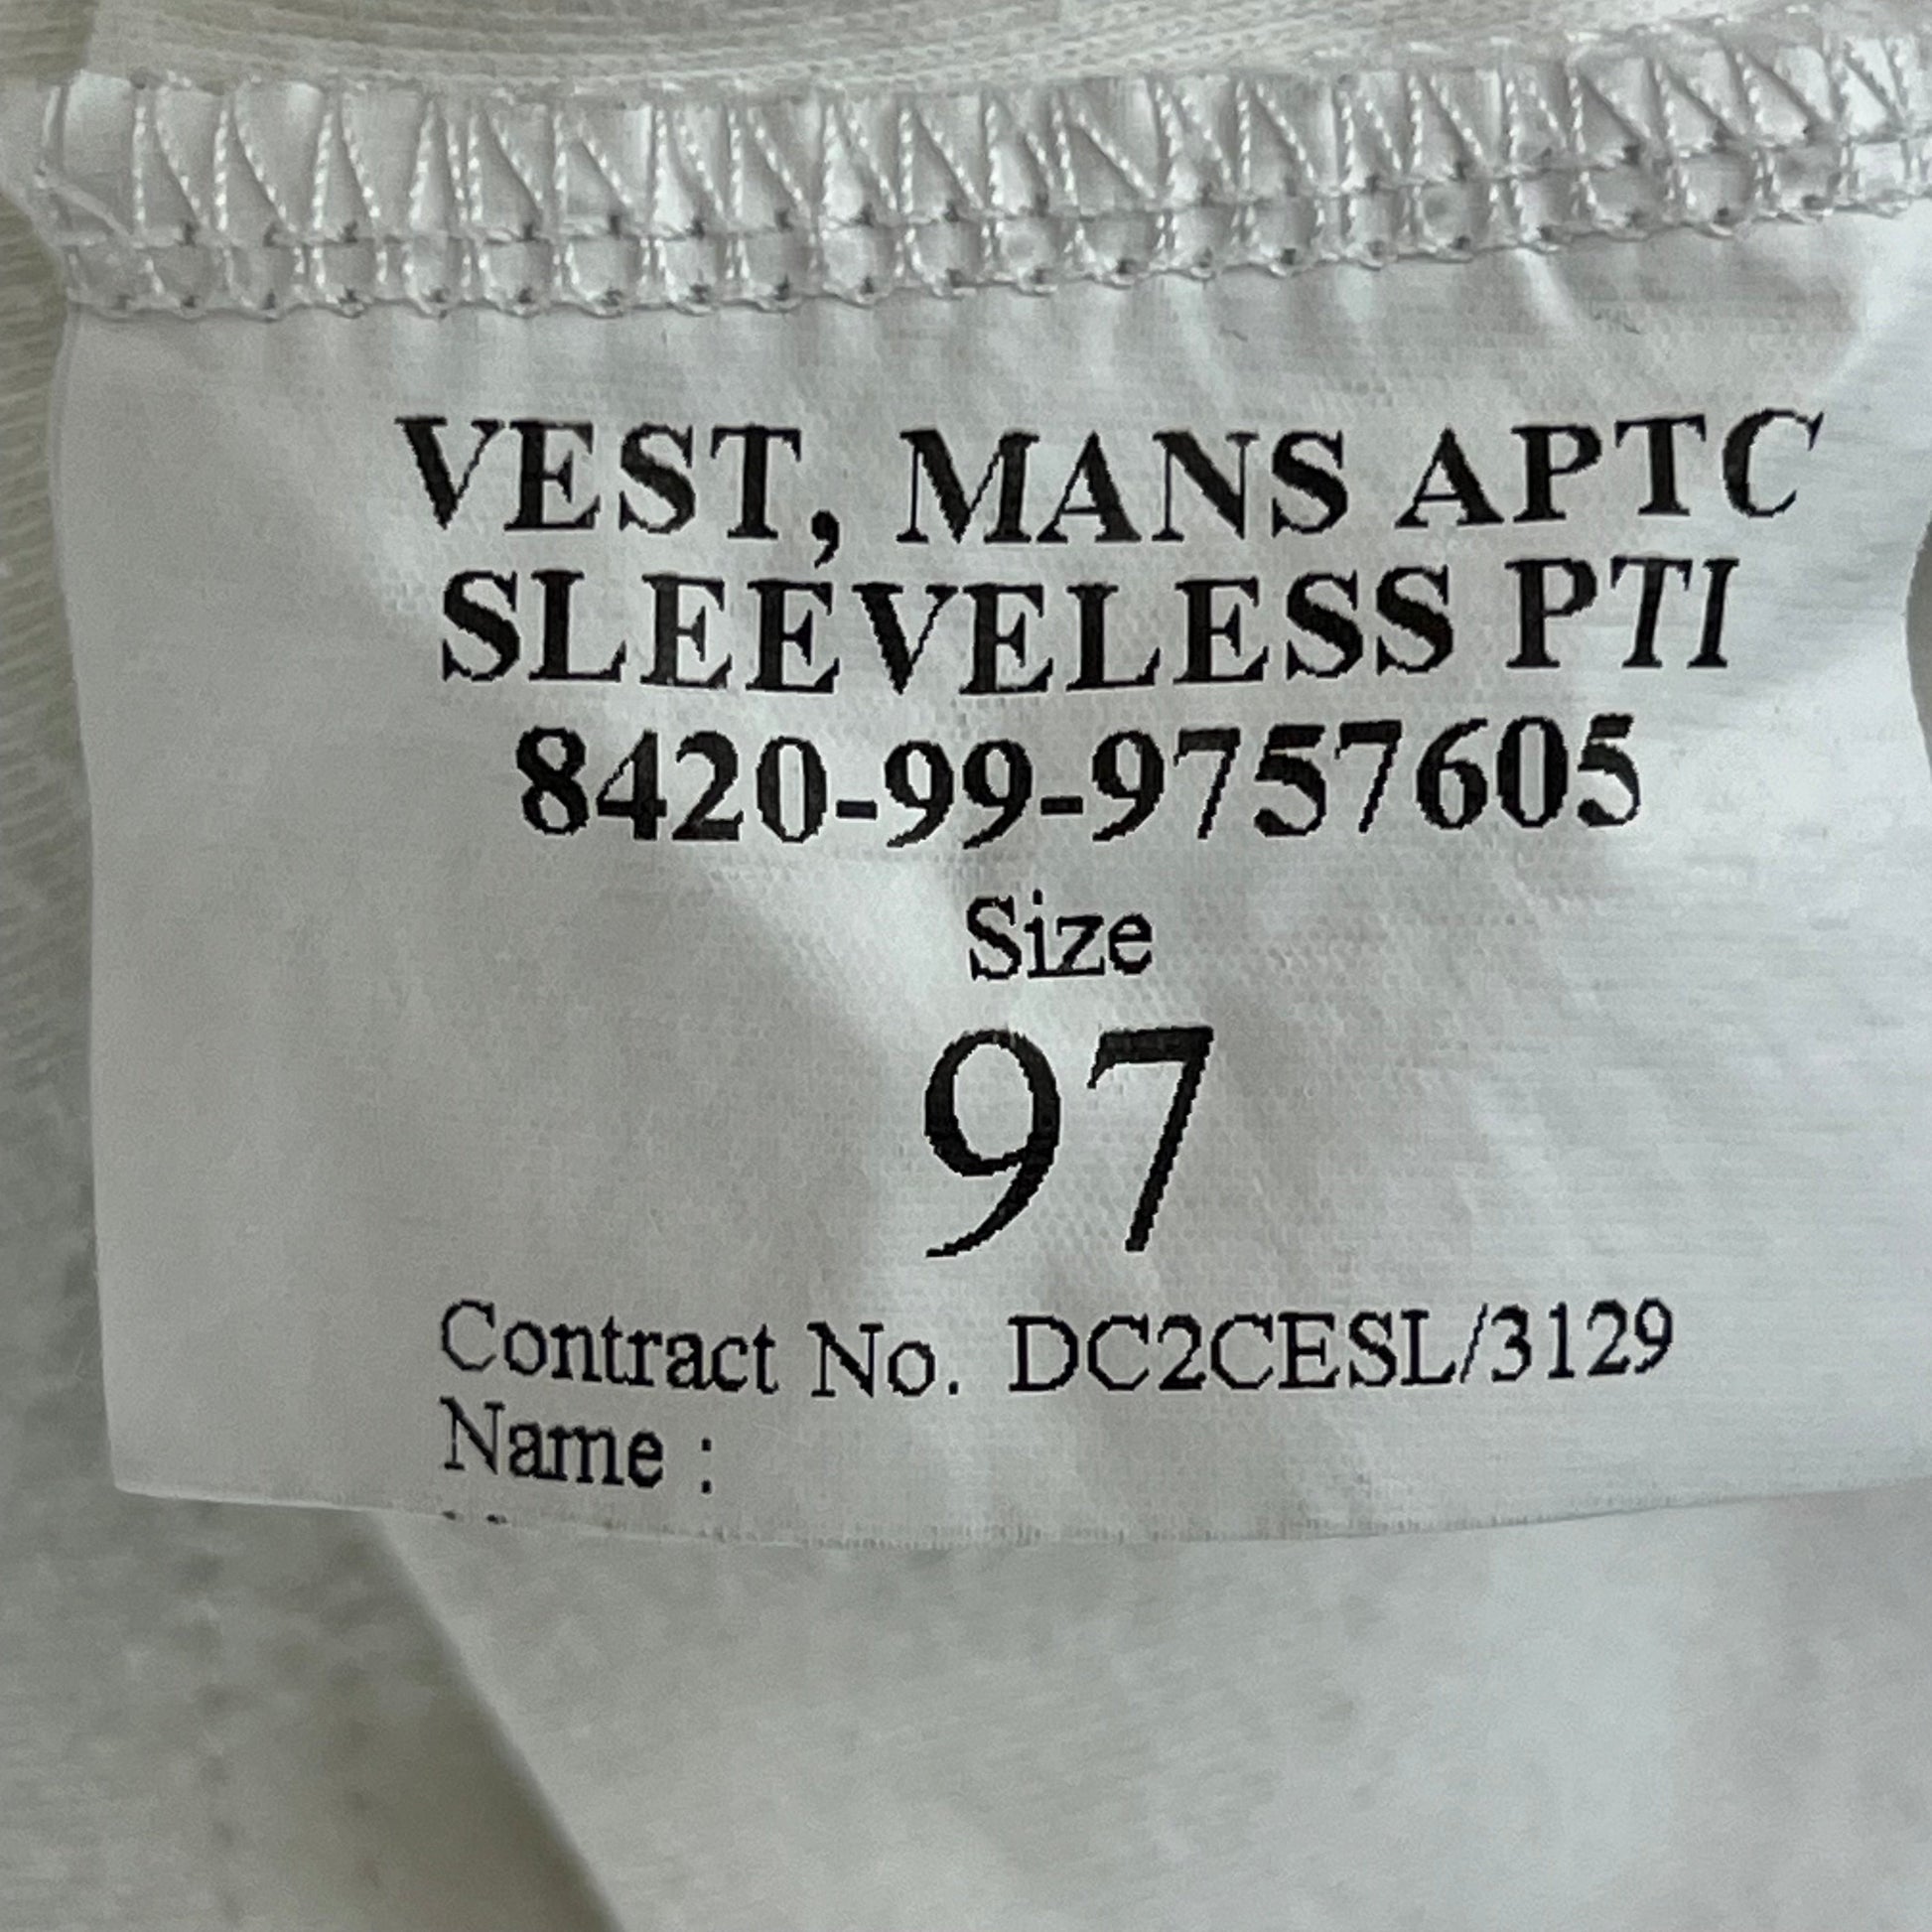 VEST, MANS APTC
SLEEVELESS PTI
8420-99-9757605
Size
97
Contract No. DC2CESL/3129
Name :